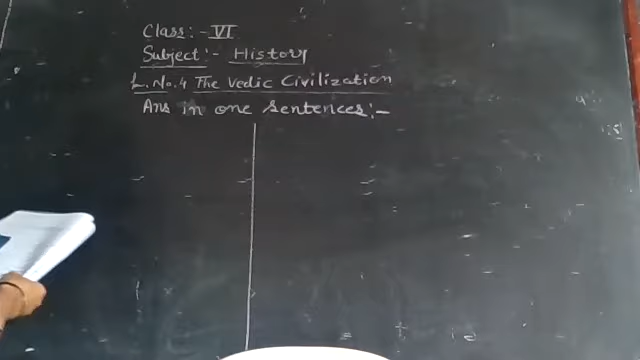 Class:- VI
Subject:- History
L.No.4 The Vedic Civilization
Ans in one sentences:-